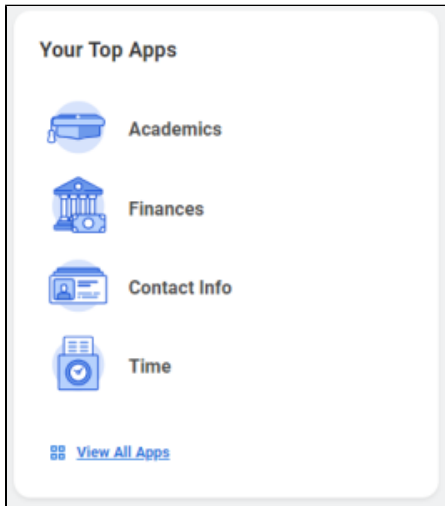 Your Top Apps
Academics
Finances
Contact Info
Time
View All Apps